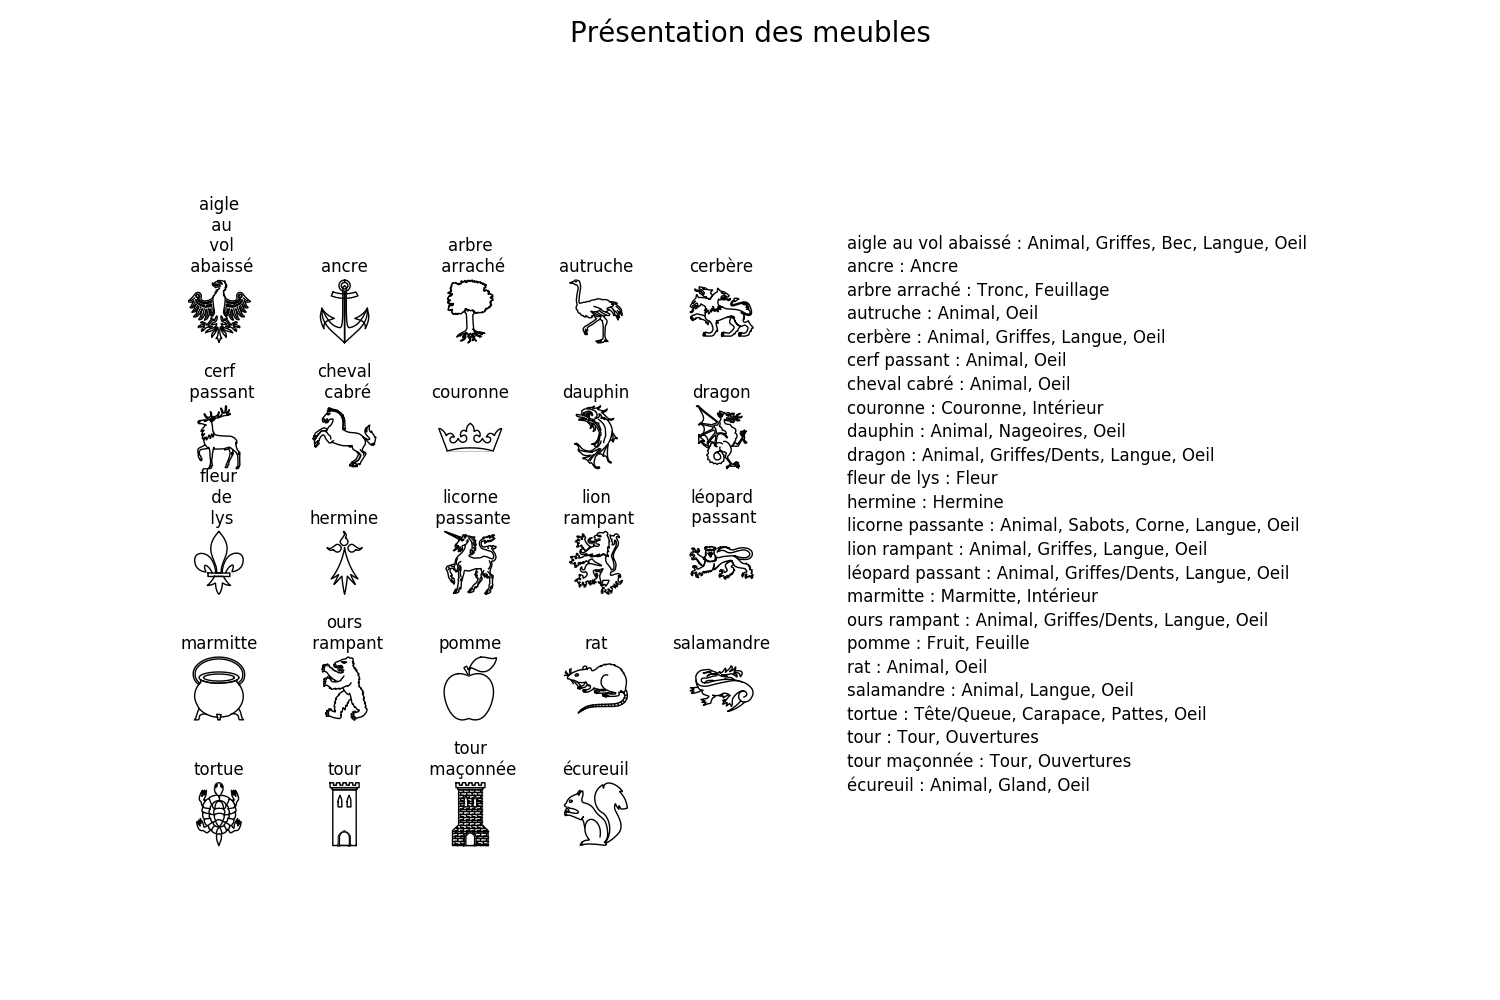 Présentation des meubles
aigle
au
vol
abaissé
ancre
arbre
arraché
autruche
cerbère
cerf
passant
cheval
cabré
couronne
dauphin
dragon
fleur
de
lys
hermine
licorne
passante
lion
rampant
léopard
passant
marmitte
ours
rampant
pomme
rat
salamandre
tortue
tour
tour
maçonnée
écureuil
aigle au vol abaissé : Animal, Griffes, Bec, Langue, Oeil
ancre : Ancre
arbre arraché : Tronc, Feuillage
autruche : Animal, Oeil
cerbère : Animal, Griffes, Langue, Oeil
cerf passant : Animal, Oeil
cheval cabré : Animal, Oeil
couronne : Couronne, Intérieur
dauphin : Animal, Nageoires, Oeil
dragon : Animal, Griffes/Dents, Langue, Oeil
fleur de lys : Fleur
hermine : Hermine
licorne passante : Animal, Sabots, Corne, Langue, Oeil
lion rampant : Animal, Griffes, Langue, Oeil
léopard passant : Animal, Griffes/Dents, Langue, Oeil
marmitte : Marmitte, Intérieur
ours rampant : Animal, Griffes/Dents, Langue, Oeil
pomme : Fruit, Feuille
rat : Animal, Oeil
salamandre : Animal, Langue, Oeil
tortue : Tête/Queue, Carapace, Pattes, Oeil
tour : Tour, Ouvertures
tour maçonnée : Tour, Ouvertures
écureuil : Animal, Gland, Oeil